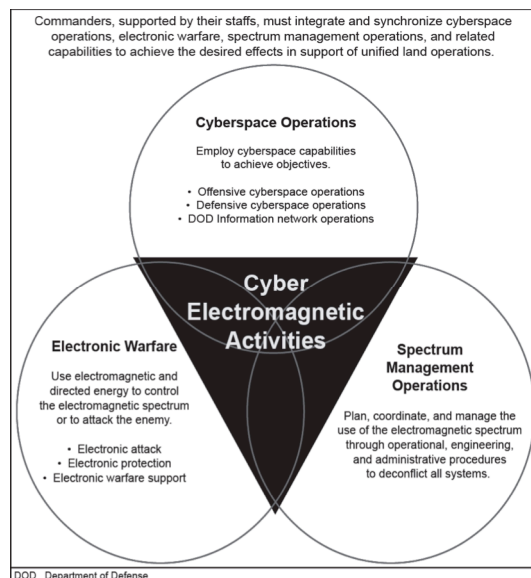 Commanders, supported by their staffs, must integrate and synchronize cyberspace
operations, electronic warfare, spectrum management operations, and related
capabilities to achieve the desired effects in support of unified land operations.
Cyberspace Operations
Employ cyberspace capabilities
to achieve objectives.
• Offensive cyberspace operations
• Defensive cyberspace operations
• DOD Information network operations
Cyber
Electromagnetic
Activities
Electronic Warfare
Use electromagnetic and
directed energy to control
the electromagnetic spectrum
or to attack the enemy.
• Electronic attack
• Electronic protection
• Electronic warfare support
Spectrum
Management
Operations
Plan, coordinate, and manage the
use of the electromagnetic spectrum
through operational, engineering,
and administrative procedures
to deconflict all systems.
DOD Department of Defense